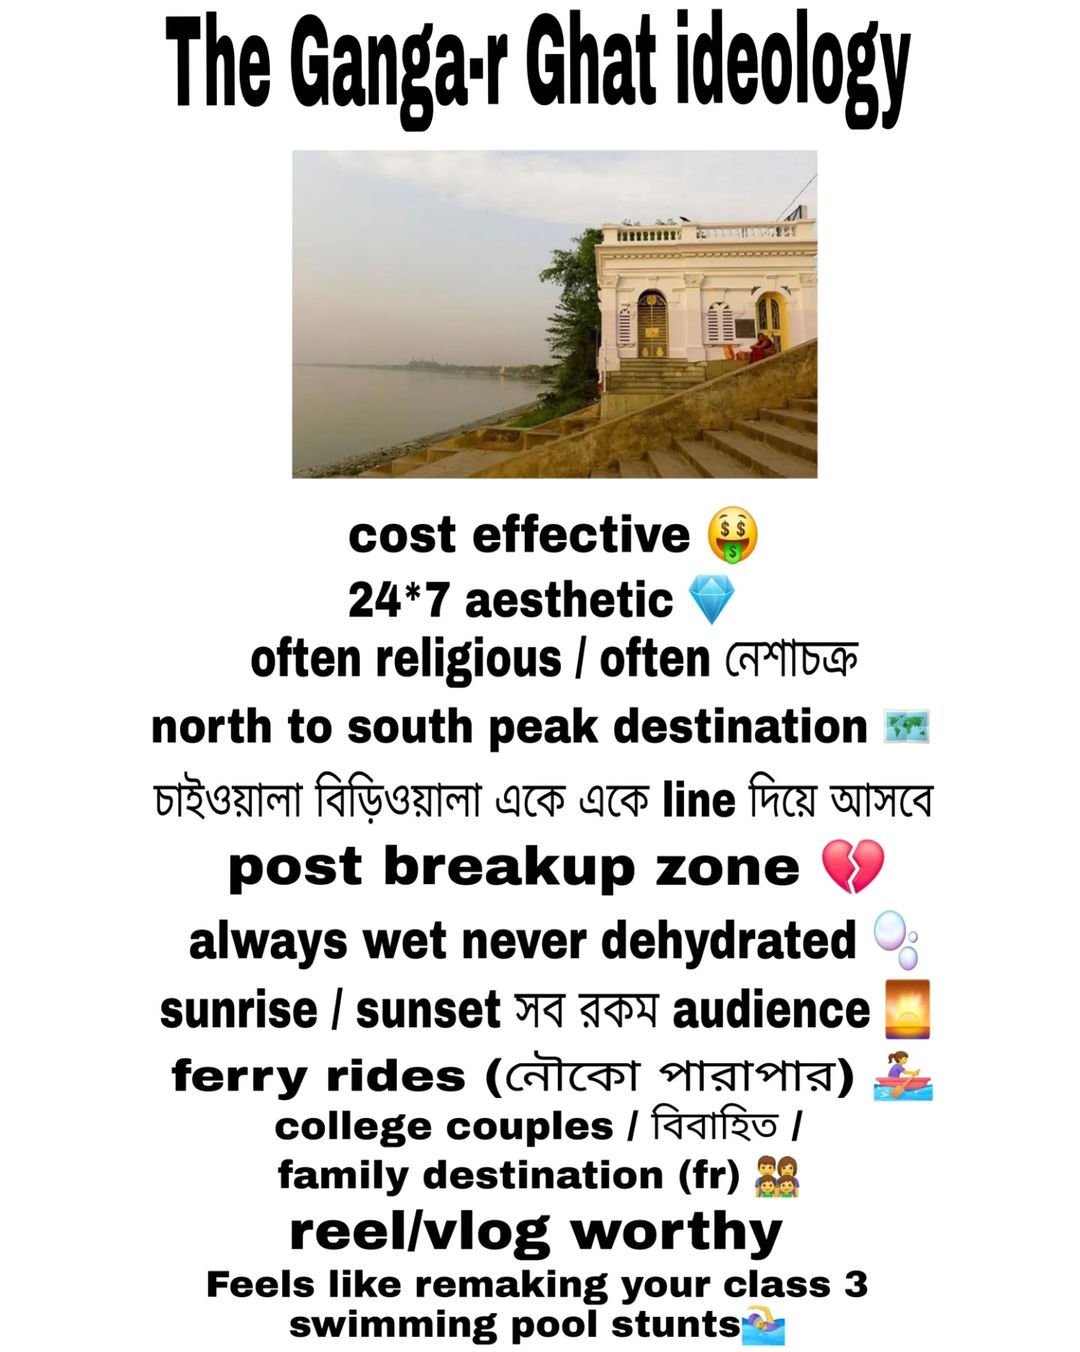 The Ganga-r Ghat ideology
cost effective 🤑
24*7 aesthetic 💎
often religious / often নেশাচক্র
north to south peak destination 🗺️
চাইওয়ালা বিড়িওয়ালা একে একে line দিয়ে আসবে
post breakup zone 💔
always wet never dehydrated 🫧
sunrise / sunset সব রকম audience 🌅
ferry rides (নৌকো পারাপার) 🚣‍♀️
college couples / বিবাহিত /
family destination (fr) 👨‍👩‍👧‍👦
reel/vlog worthy
Feels like remaking your class 3
swimming pool stunts🏊‍♀️